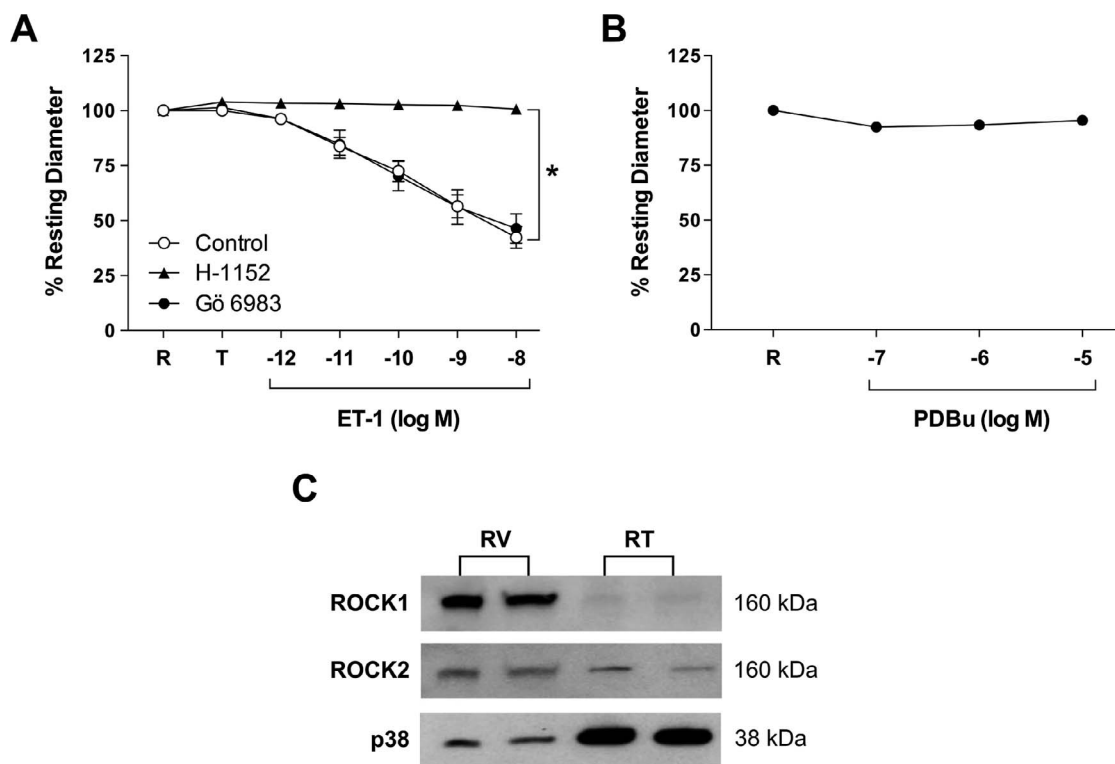 A
125
100
75
50
25
0
% Resting Diameter
Control
H-1152
Gö 6983
*
R T -12 -11 -10 -9 -8
ET-1 (log M)
B
125
100
75
50
25
0
% Resting Diameter
R -7 -6 -5
PDBu (log M)
C
RV RT
ROCK1 160 kDa
ROCK2 160 kDa
p38 38 kDa